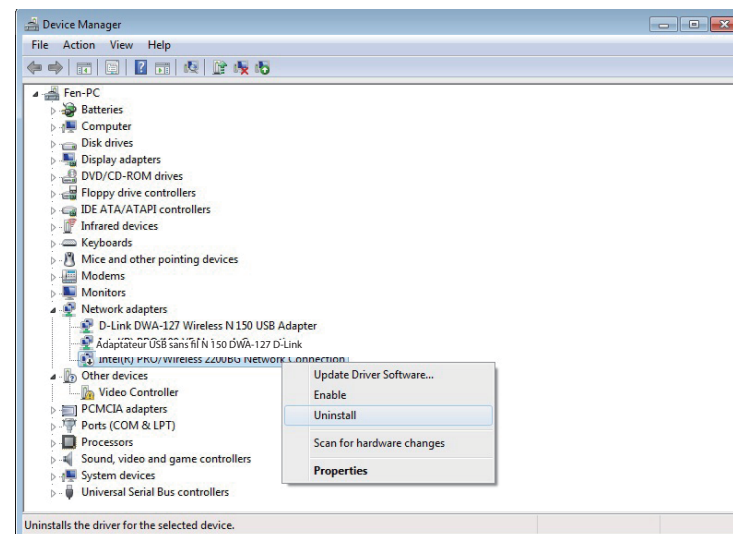 Device Manager
File Action View Help
Fen-PC
Batteries
Computer
Disk drives
Display adapters
DVD/CD-ROM drives
Floppy drive controllers
IDE ATA/ATAPI controllers
Infrared devices
Keyboards
Mice and other pointing devices
Modems
Monitors
Network adapters
D-Link DWA-127 Wireless N 150 USB Adapter
Adaptateur USB sans fil N 150 DWA-127 D-Link
Intel(R) PRO/Wireless 2200BG Network Connection
Other devices
Video Controller
PCMCIA adapters
Ports (COM & LPT)
Processors
Sound, video and game controllers
System devices
Universal Serial Bus controllers
Update Driver Software...
Enable
Uninstall
Scan for hardware changes
Properties
Uninstalls the driver for the selected device.